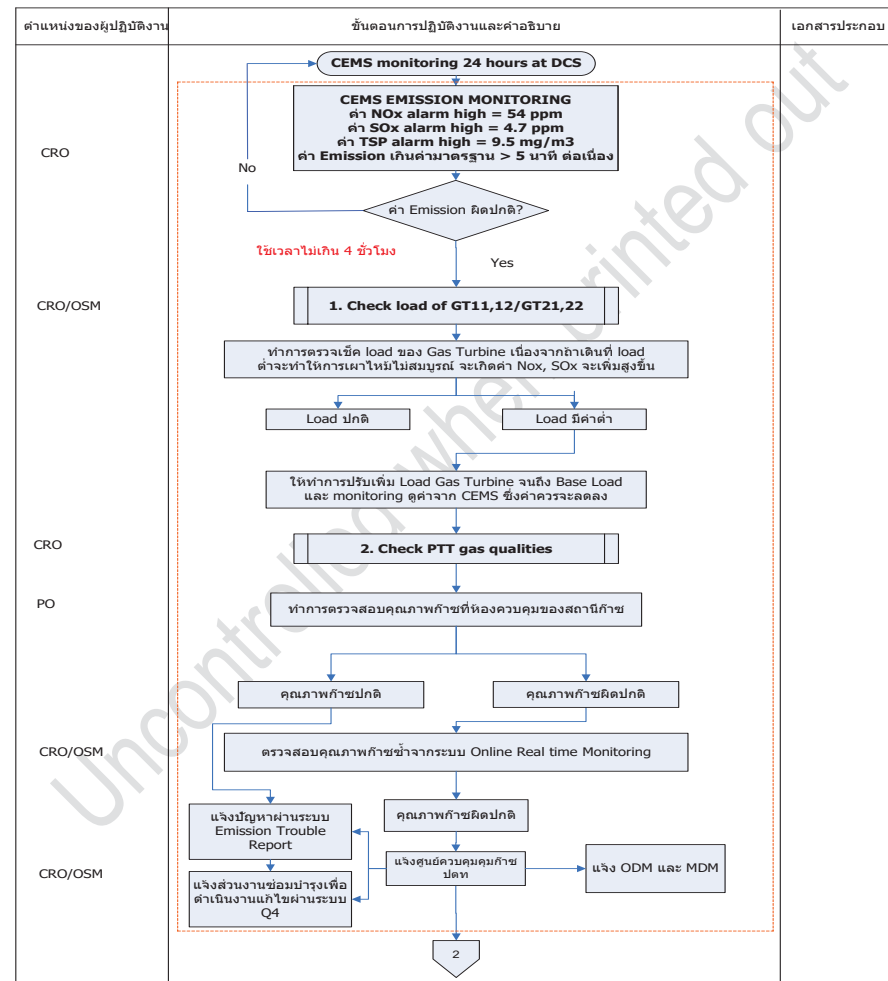 ตำแหน่งของผู้ปฏิบัติงาน
ขั้นตอนการปฏิบัติงานและคำอธิบาย
เอกสารประกอบ
CEMS monitoring 24 hours at DCS
CEMS EMISSION MONITORING
ค่า NOx alarm high = 54 ppm
ค่า SOx alarm high = 4.7 ppm
ค่า TSP alarm high = 9.5 mg/m3
ค่า Emission เกินค่ามาตรฐาน > 5 นาที ต่อเนื่อง
CRO
No
ค่า Emission ผิดปกติ?
ใช้เวลาไม่เกิน 4 ชั่วโมง
Yes
CRO/OSM
1. Check load of GT11,12/GT21,22
ทำการตรวจเช็ค load ของ Gas Turbine เนื่องจากถ้าเดินที่ load
ต่ำจะทำให้การเผาไหม้ไม่สมบูรณ์ จะเกิดค่า Nox, SOx จะเพิ่มสูงขึ้น
Load ปกติ
Load มีค่าต่ำ
ให้ทำการปรับเพิ่ม Load Gas Turbine จนถึง Base Load
และ monitoring ดูค่าจาก CEMS ซึ่งค่าควรจะลดลง
CRO
2. Check PTT gas qualities
PO
ทำการตรวจสอบคุณภาพก๊าซที่ห้องควบคุมของสถานีก๊าซ
คุณภาพก๊าซปกติ
คุณภาพก๊าซผิดปกติ
CRO/OSM
ตรวจสอบคุณภาพก๊าซซ้ำจากระบบ Online Real time Monitoring
แจ้งปัญหาผ่านระบบ
Emission Trouble
Report
คุณภาพก๊าซผิดปกติ
CRO/OSM
แจ้งศูนย์ควบคุมคุมก๊าซ
ปตท
แจ้ง ODM และ MDM
แจ้งส่วนงานซ่อมบำรุงเพื่อ
ดำเนินงานแก้ไขผ่านระบบ
Q4
2
Uncontrolled when printed out